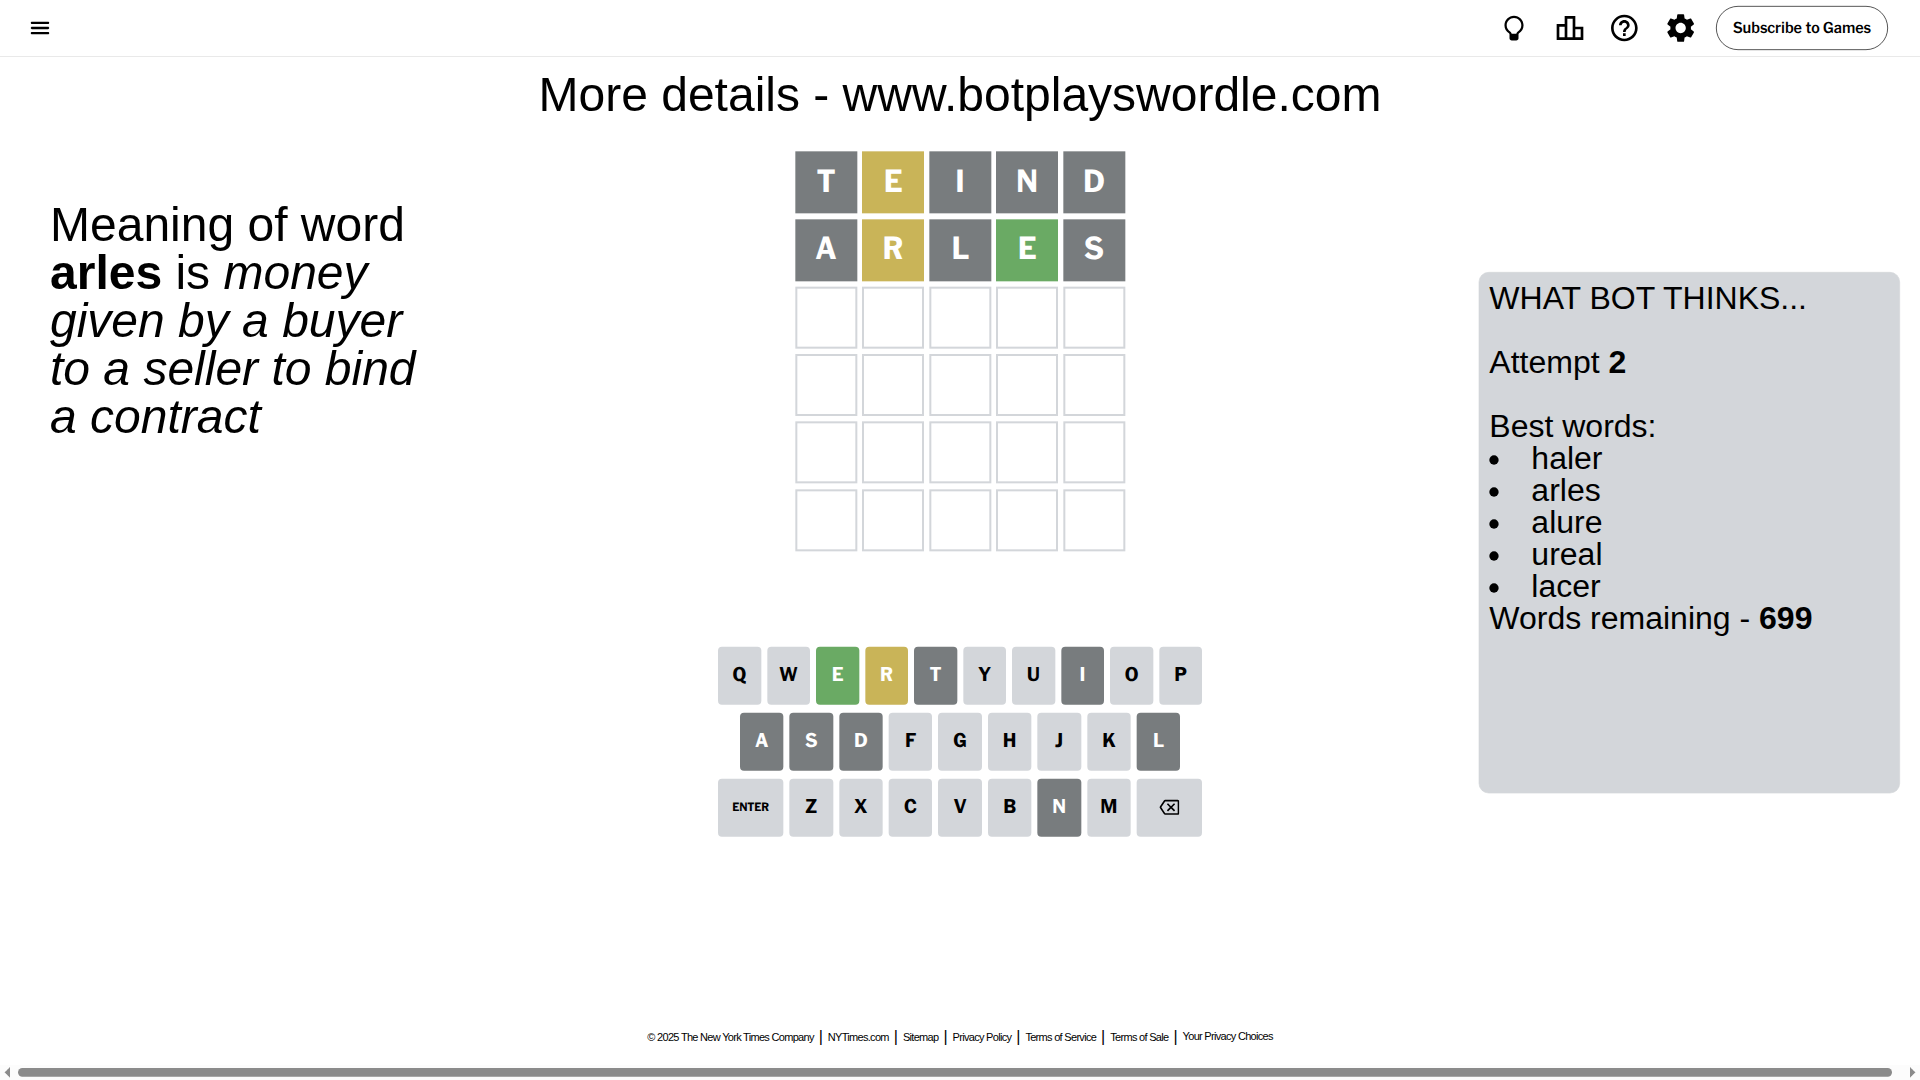 Subscribe to Games
More details - www.botplayswordle.com
Meaning of word
arles is money
given by a buyer
to a seller to bind
a contract
T E I N D
A R L E S
WHAT BOT THINKS...
Attempt 2
Best words:
• haler
• arles
• alure
• ureal
• lacer
Words remaining - 699
Q W E R T Y U I O P
A S D F G H J K L
ENTER Z X C V B N M
© 2025 The New York Times Company | NYTimes.com | Sitemap | Privacy Policy | Terms of Service | Terms of Sale | Your Privacy Choices